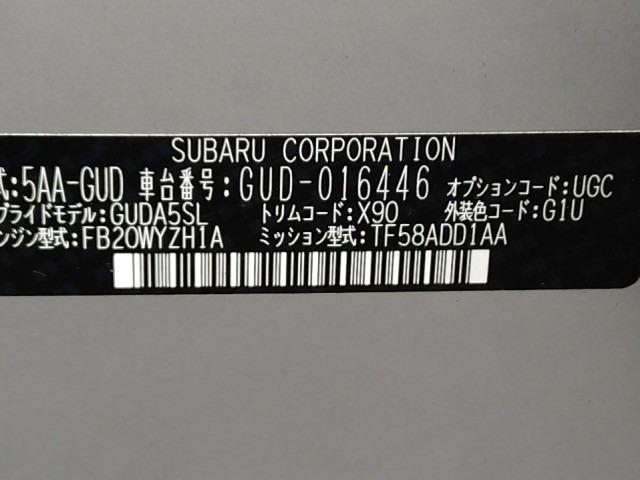 SUBARU CORPORATION
式:5AA-GUD 車台番号:GUD-016446 オプションコード:UGC
プライドモデル:GUDA5SL トリムコード:X90 外装色コード:G1U
ンジン型式:FB20WYZH1A ミッション型式:TF58ADD1AA